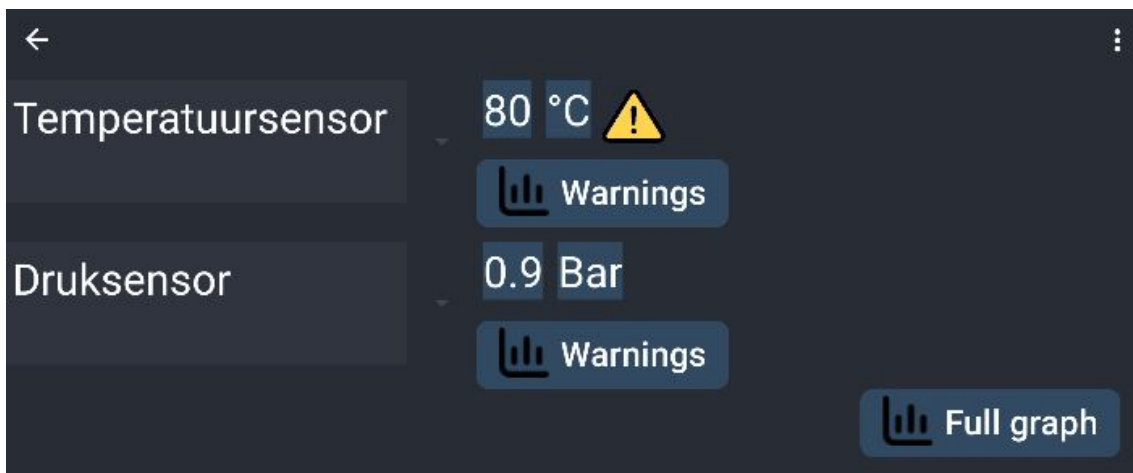 Temperatuursensor
80 °C
Warnings
Druksensor
0.9 Bar
Warnings
Full graph